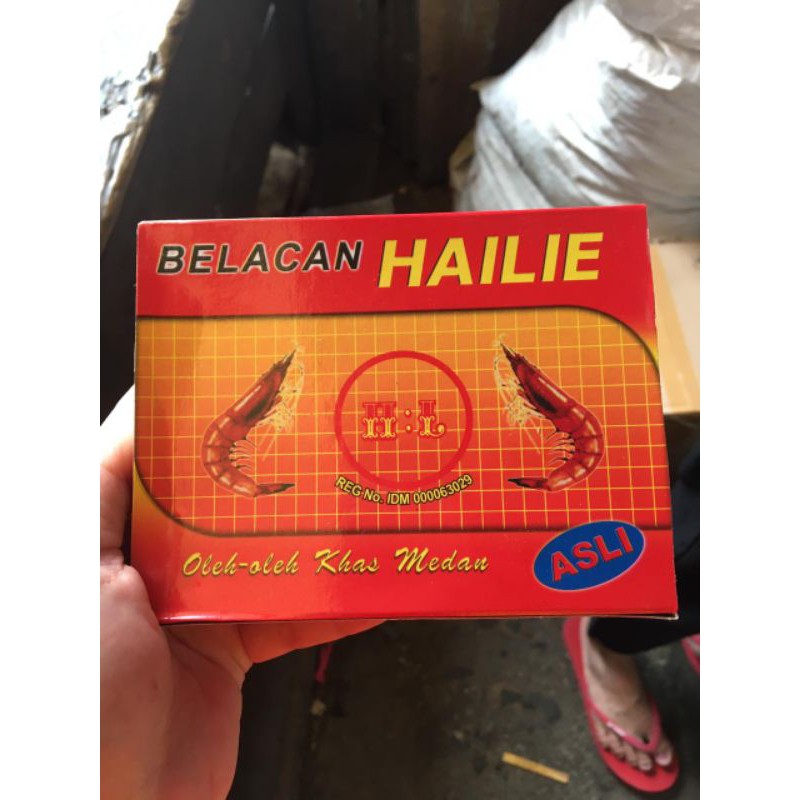 BELACAN HAILIE
H:L
REG No. IDM 000063029
Oleh-oleh Khas Medan
ASLI